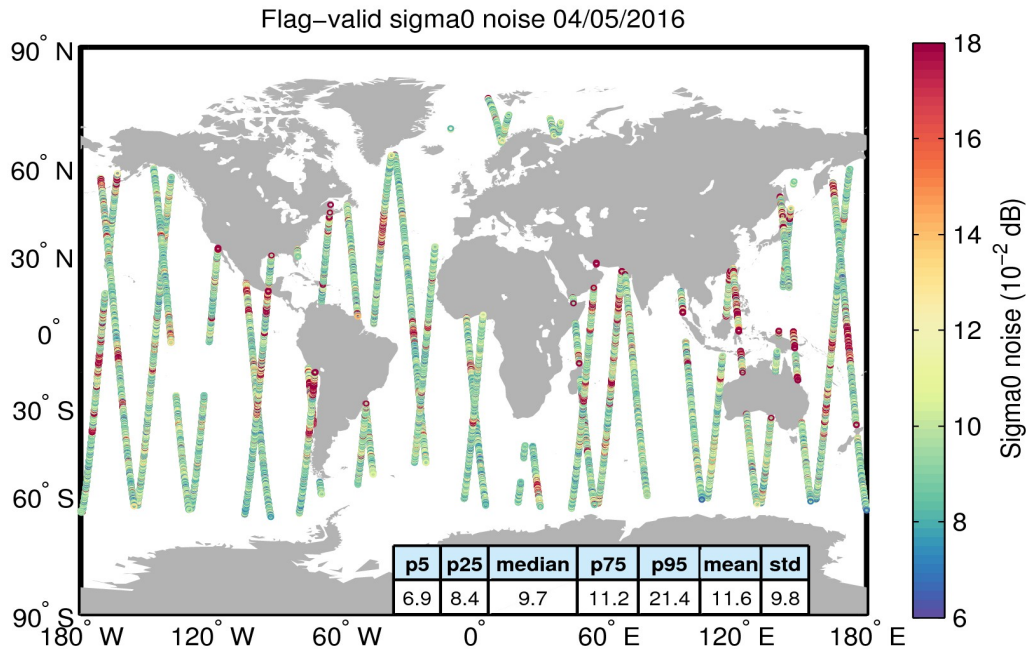 Flag-valid sigma0 noise 04/05/2016
90° N
60° N
30° N
0°
30° S
60° S
90° S
180° W
120° W
60° W
0°
60° E
120° E
180° E
p5 p25 median p75 p95 mean std
6.9 8.4 9.7 11.2 21.4 11.6 9.8
18
16
14
12
10
8
6
Sigma0 noise (10⁻² dB)